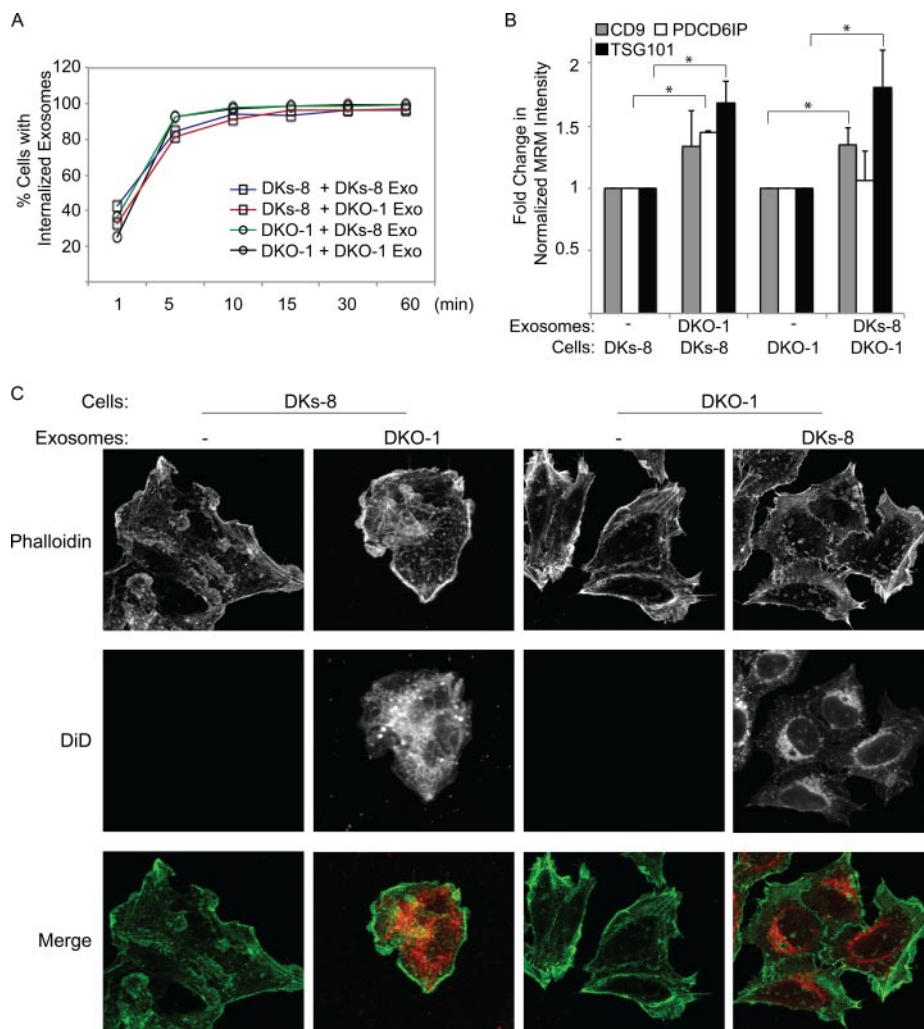 A
% Cells with
Internalized Exosomes
120
100
80
60
40
20
DKs-8 + DKs-8 Exo
DKs-8 + DKO-1 Exo
DKO-1 + DKs-8 Exo
DKO-1 + DKO-1 Exo
1 5 10 15 30 60 (min)
B
CD9 PDCD6IP
TSG101
* * * *
Fold Change in
Normalized MRM Intensity
2
1.5
1
0.5
Exosomes: - DKO-1 - DKs-8
Cells: DKs-8 DKs-8 DKO-1 DKO-1
C
Cells: DKs-8 DKO-1
Exosomes: - DKO-1 - DKs-8
Phalloidin
DiD
Merge